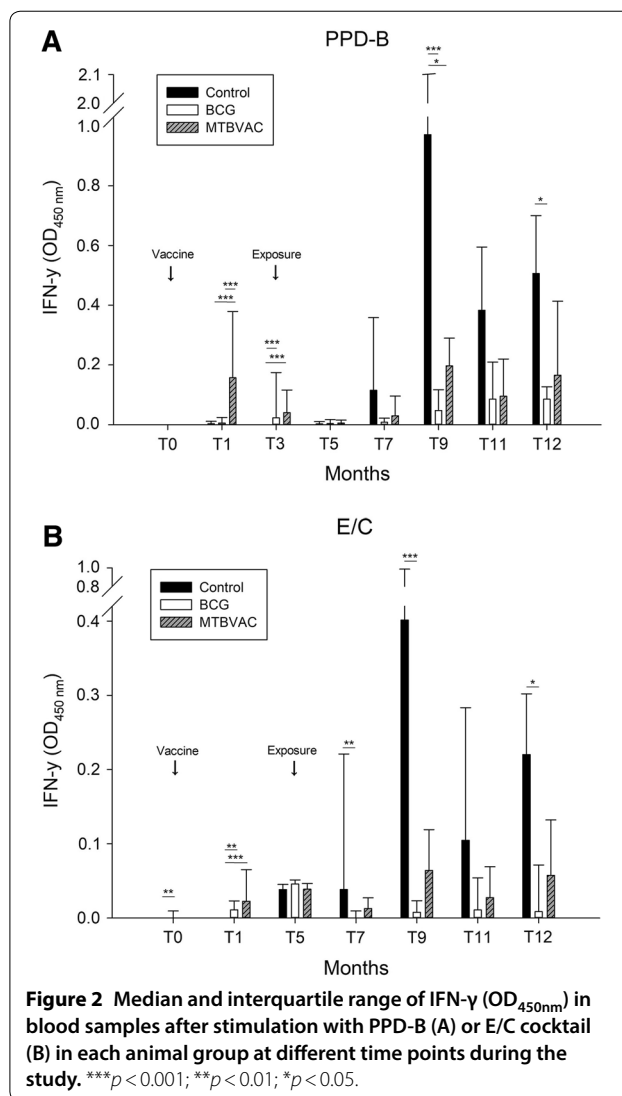 A
PPD-B
2.1
2.0
1.0
0.8
0.6
0.4
0.2
0.0
IFN-y (OD450 nm)
Control
BCG
MTBVAC
Vaccine
Exposure
***
***
***
***
***
*
*
T0 T1 T3 T5 T7 T9 T11 T12
Months
B
E/C
1.0
0.8
0.4
0.3
0.2
0.1
0.0
IFN-y (OD450 nm)
Control
BCG
MTBVAC
Vaccine
Exposure
**
**
***
**
***
*
T0 T1 T5 T7 T9 T11 T12
Months
Figure 2 Median and interquartile range of IFN-γ (OD450nm) in
blood samples after stimulation with PPD-B (A) or E/C cocktail
(B) in each animal group at different time points during the
study. ***p < 0.001; **p < 0.01; *p < 0.05.